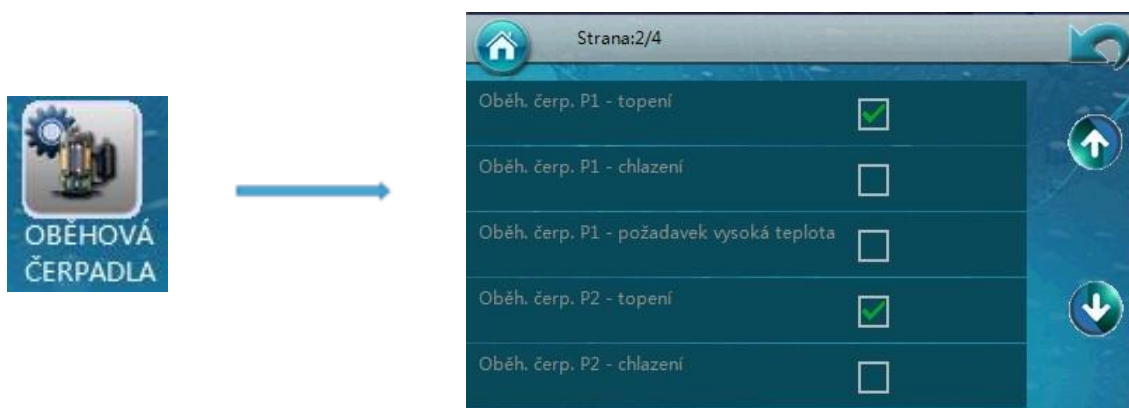 OBĚHOVÁ
ČERPADLA
Strana:2/4
Oběh. čerp. P1 - topení
Oběh. čerp. P1 - chlazení
Oběh. čerp. P1 - požadavek vysoká teplota
Oběh. čerp. P2 - topení
Oběh. čerp. P2 - chlazení